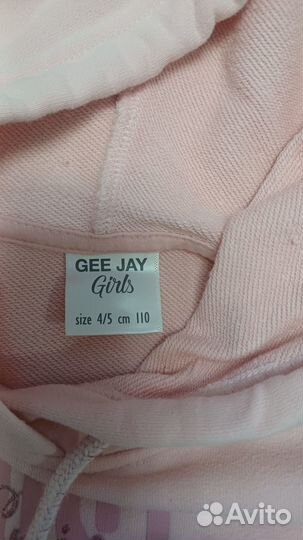 GEE JAY
Girls
size 4/5 cm 110
Avito